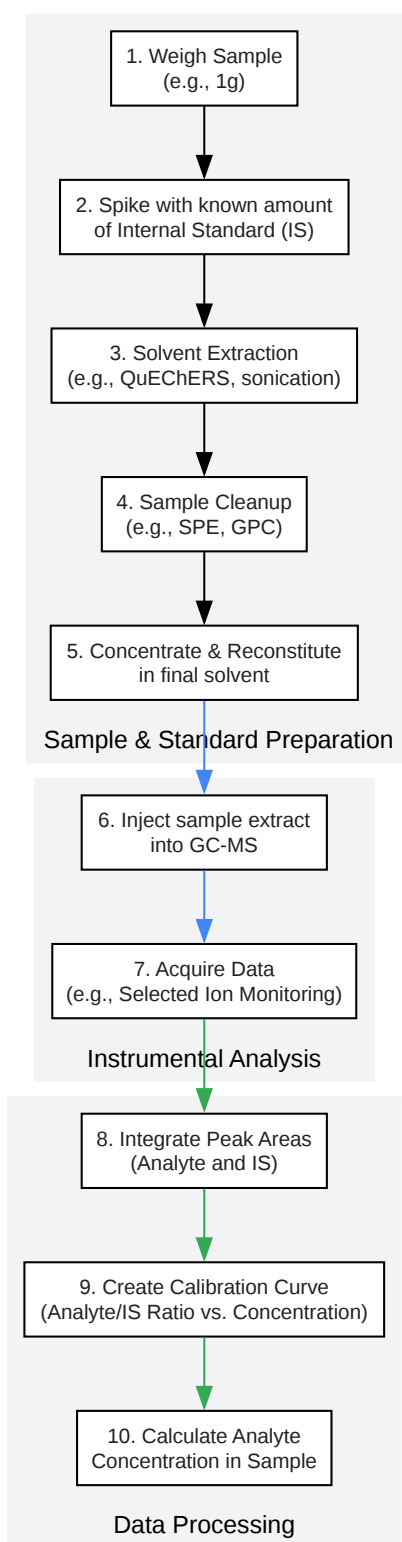 1. Weigh Sample
(e.g., 1g)
2. Spike with known amount
of Internal Standard (IS)
3. Solvent Extraction
(e.g., QuEChERS, sonication)
4. Sample Cleanup
(e.g., SPE, GPC)
5. Concentrate & Reconstitute
in final solvent
Sample & Standard Preparation
6. Inject sample extract
into GC-MS
7. Acquire Data
(e.g., Selected Ion Monitoring)
Instrumental Analysis
8. Integrate Peak Areas
(Analyte and IS)
9. Create Calibration Curve
(Analyte/IS Ratio vs. Concentration)
10. Calculate Analyte
Concentration in Sample
Data Processing